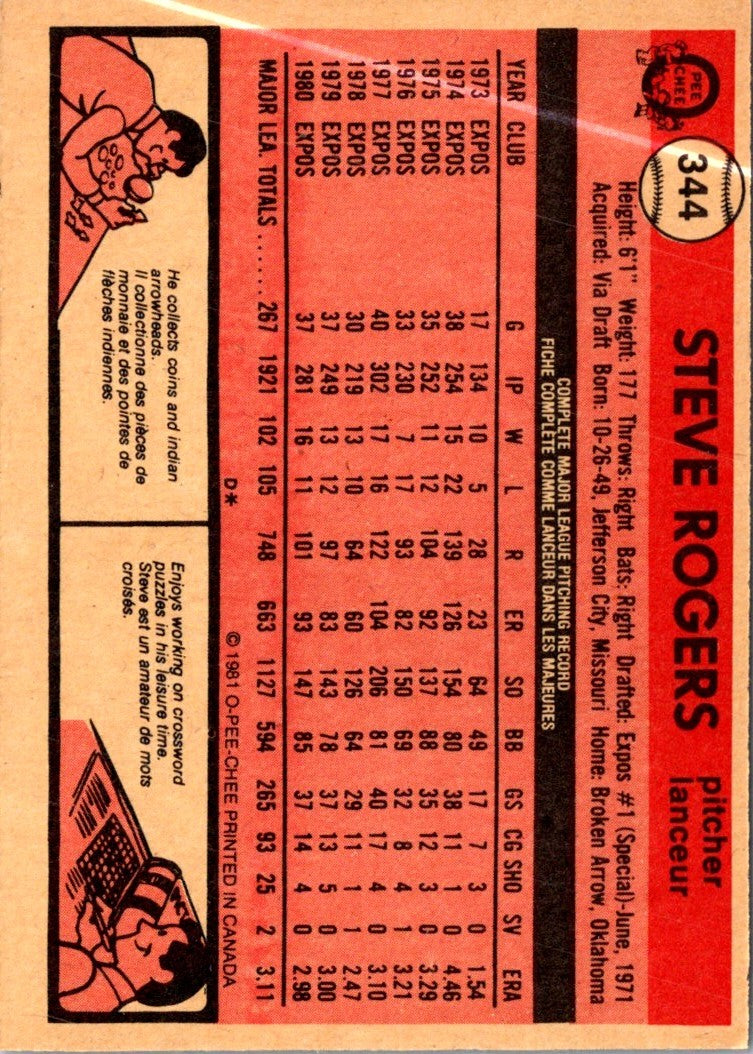 O
PEE
CHEE
344
STEVE ROGERS
pitcher
lanceur
Height: 6'1" Weight: 177 Throws: Right Bats: Right Drafted: Expos #1 (Special)-June, 1971
Acquired: Via Draft Born: 10-26-49, Jefferson City, Missouri Home: Broken Arrow, Oklahoma
COMPLETE MAJOR LEAGUE PITCHING RECORD
FICHE COMPLETE COMME LANCEUR DANS LES MAJEURES
YEAR CLUB G IP W L R ER SO BB GS CG SHO SV ERA
1973 EXPOS 17 134 10 5 28 23 64 49 17 7 3 0 1.54
1974 EXPOS 38 254 15 22 139 126 154 80 38 11 1 0 4.46
1975 EXPOS 35 252 11 12 104 92 137 88 35 12 3 0 3.29
1976 EXPOS 33 230 7 17 93 82 150 69 32 8 4 1 3.21
1977 EXPOS 40 302 17 16 122 104 206 81 40 17 4 0 3.10
1978 EXPOS 30 219 13 10 64 60 126 64 29 11 1 1 2.47
1979 EXPOS 37 249 13 12 97 83 143 78 37 13 5 0 3.00
1980 EXPOS 37 281 16 11 101 93 147 85 37 14 4 0 2.98
MAJOR LEA. TOTALS ...... 267 1921 102 105 748 663 1127 594 265 93 25 2 3.11
D* © 1981 O-PEE-CHEE PRINTED IN CANADA
He collects coins and indian
arrowheads.
Il collectionne des pièces de
monnaie et des pointes de
flèches indiennes.
Enjoys working on crossword
puzzles in his leisure time.
Steve est un amateur de mots
croisés.